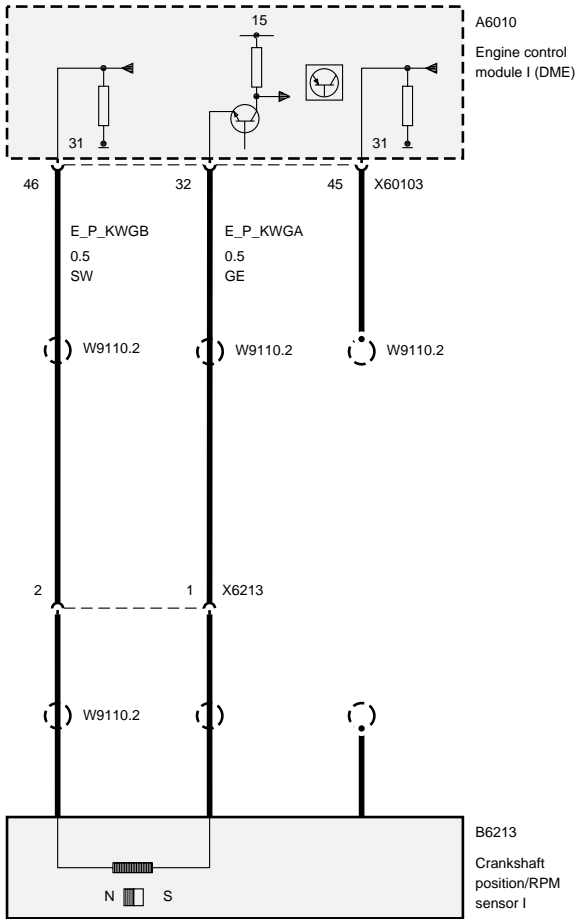 15
A6010
Engine control
module I (DME)
31
31
46
32
45
X60103
E_P_KWGB
0.5
SW
E_P_KWGA
0.5
GE
W9110.2
W9110.2
W9110.2
2
1
X6213
W9110.2
B6213
Crankshaft
position/RPM
sensor I
N
S